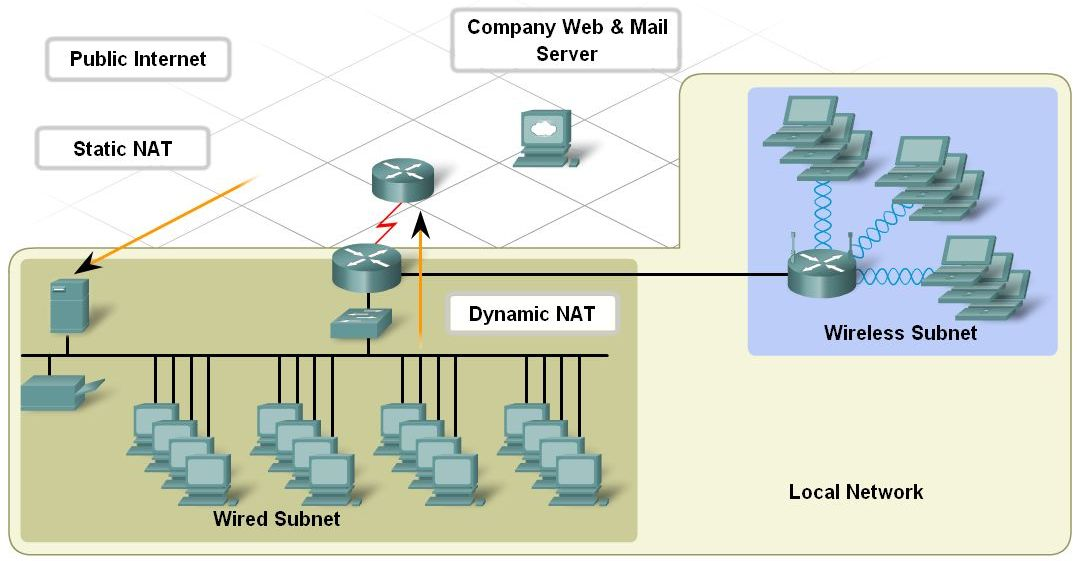 Public Internet
Company Web & Mail
Server
Static NAT
Dynamic NAT
Wireless Subnet
Local Network
Wired Subnet